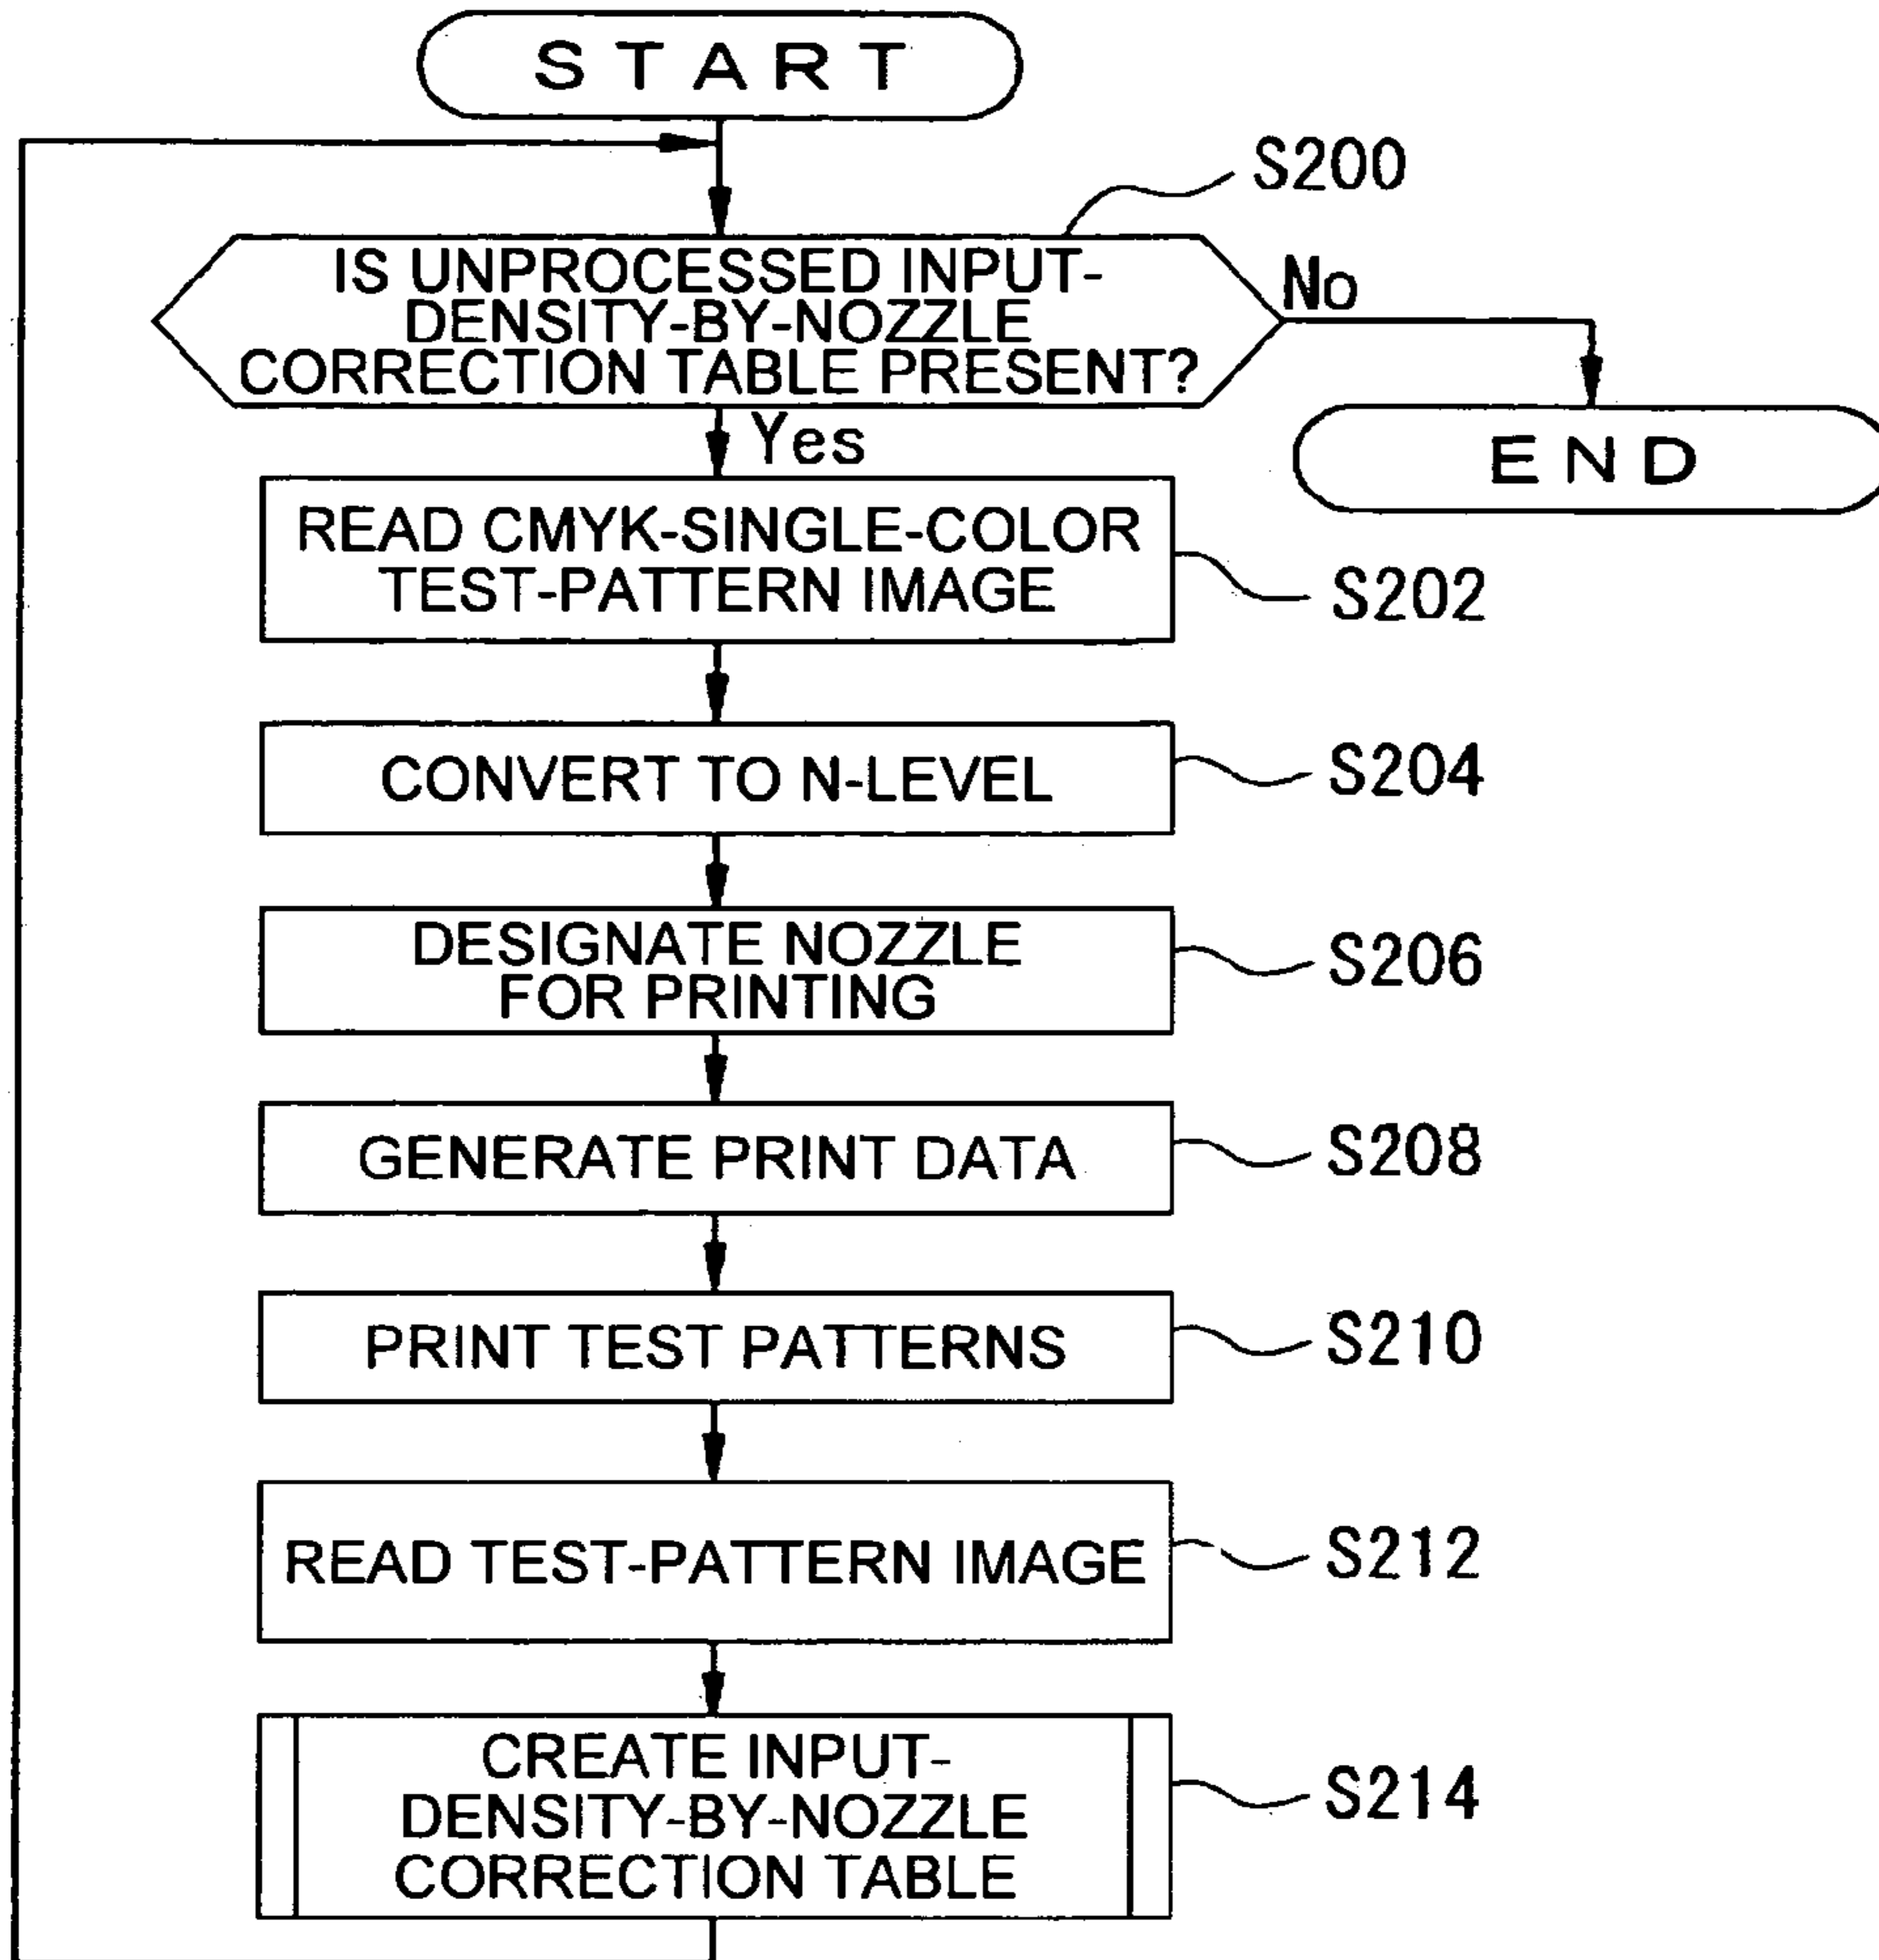 START
S200
IS UNPROCESSED INPUT-
DENSITY-BY-NOZZLE
CORRECTION TABLE PRESENT?
No
Yes
END
READ CMYK-SINGLE-COLOR
TEST-PATTERN IMAGE
S202
CONVERT TO N-LEVEL
S204
DESIGNATE NOZZLE
FOR PRINTING
S206
GENERATE PRINT DATA
S208
PRINT TEST PATTERNS
S210
READ TEST-PATTERN IMAGE
S212
CREATE INPUT-
DENSITY-BY-NOZZLE
CORRECTION TABLE
S214